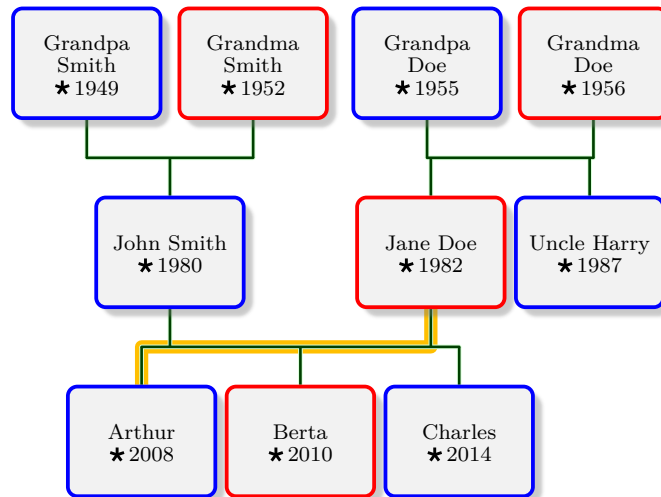 Grandpa
Smith
★ 1949
Grandma
Smith
★ 1952
Grandpa
Doe
★ 1955
Grandma
Doe
★ 1956
John Smith
★ 1980
Jane Doe
★ 1982
Uncle Harry
★ 1987
Arthur
★ 2008
Berta
★ 2010
Charles
★ 2014